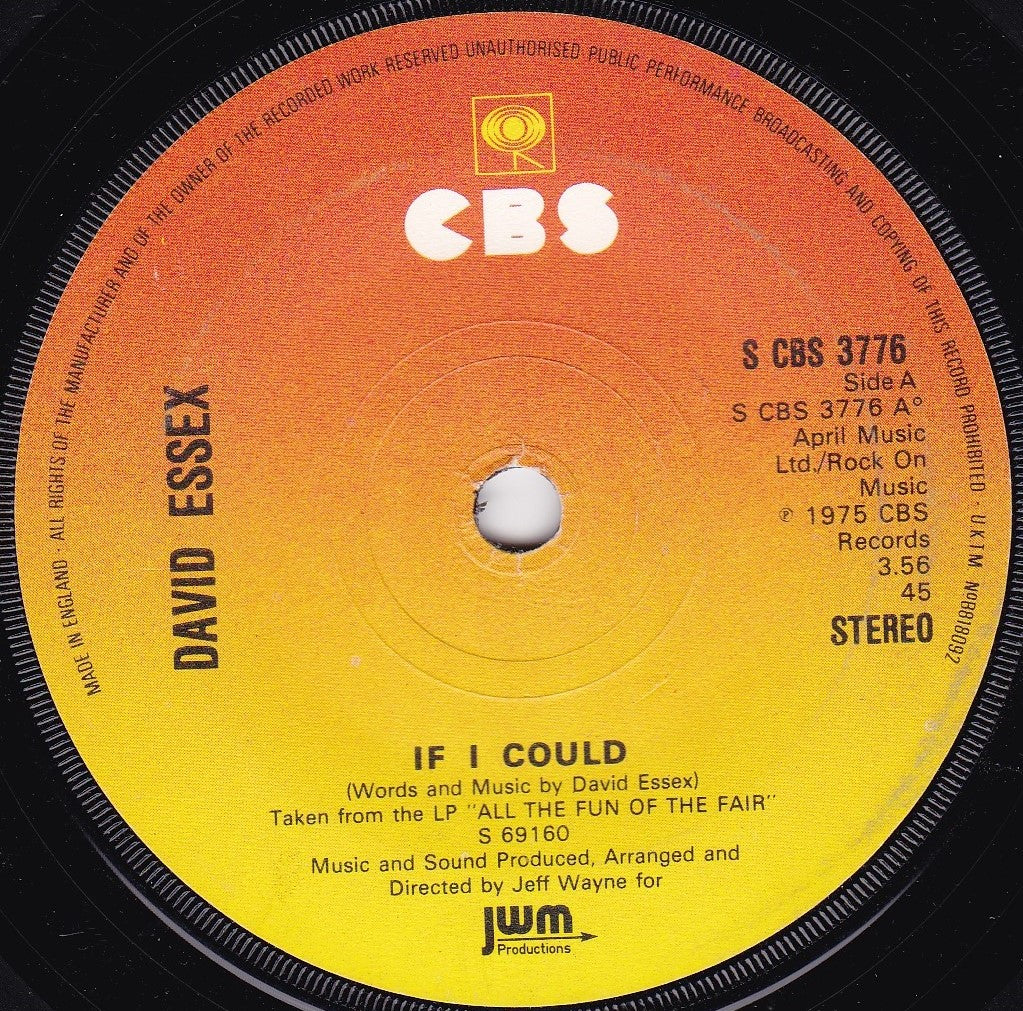 MADE IN ENGLAND · ALL RIGHTS OF THE MANUFACTURER AND OF THE OWNER OF THE RECORDED WORK RESERVED UNAUTHORISED PUBLIC PERFORMANCE BROADCASTING AND COPYING OF THIS RECORD PROHIBITED · U K T M No8818092
CBS
DAVID ESSEX
S CBS 3776
Side A
S CBS 3776 A°
April Music
Ltd./Rock On
Music
℗ 1975 CBS
Records
3.56
45
STEREO
IF I COULD
(Words and Music by David Essex)
Taken from the LP "ALL THE FUN OF THE FAIR"
S 69160
Music and Sound Produced, Arranged and
Directed by Jeff Wayne for
jwm
Productions